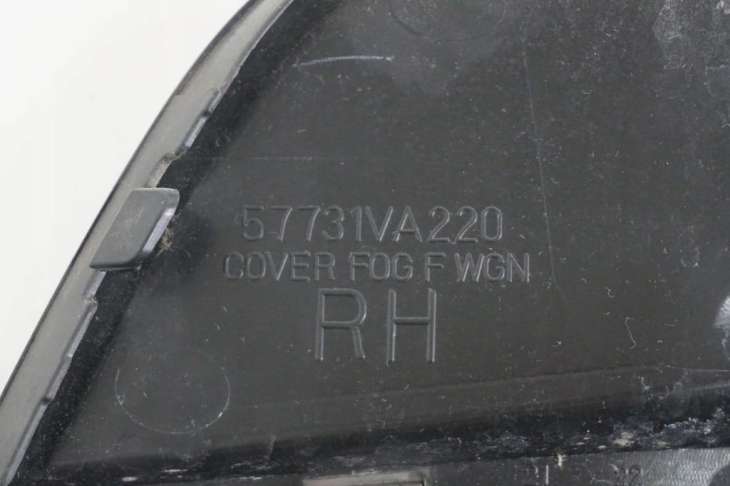 57731VA220
COVER FOG F WGN
RH